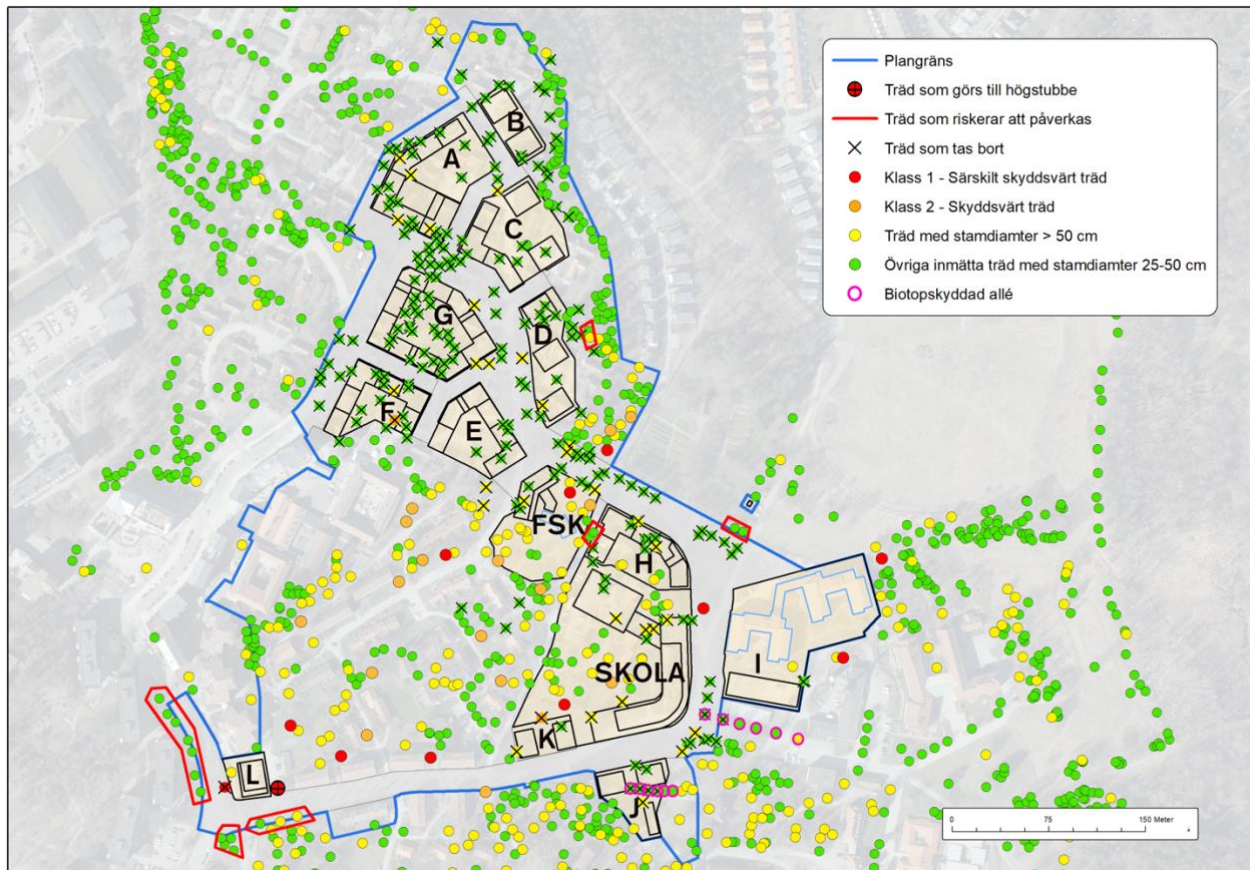 Plangräns
Träd som görs till högstubbe
Träd som riskerar att påverkas
Träd som tas bort
Klass 1 - Särskilt skyddsvärt träd
Klass 2 - Skyddsvärt träd
Träd med stamdiamter > 50 cm
Övriga inmätta träd med stamdiamter 25-50 cm
Biotopskyddad allé
B
A
C
G
D
F
E
FSK
H
SKOLA
I
K
L
J
0 75 150 Meter